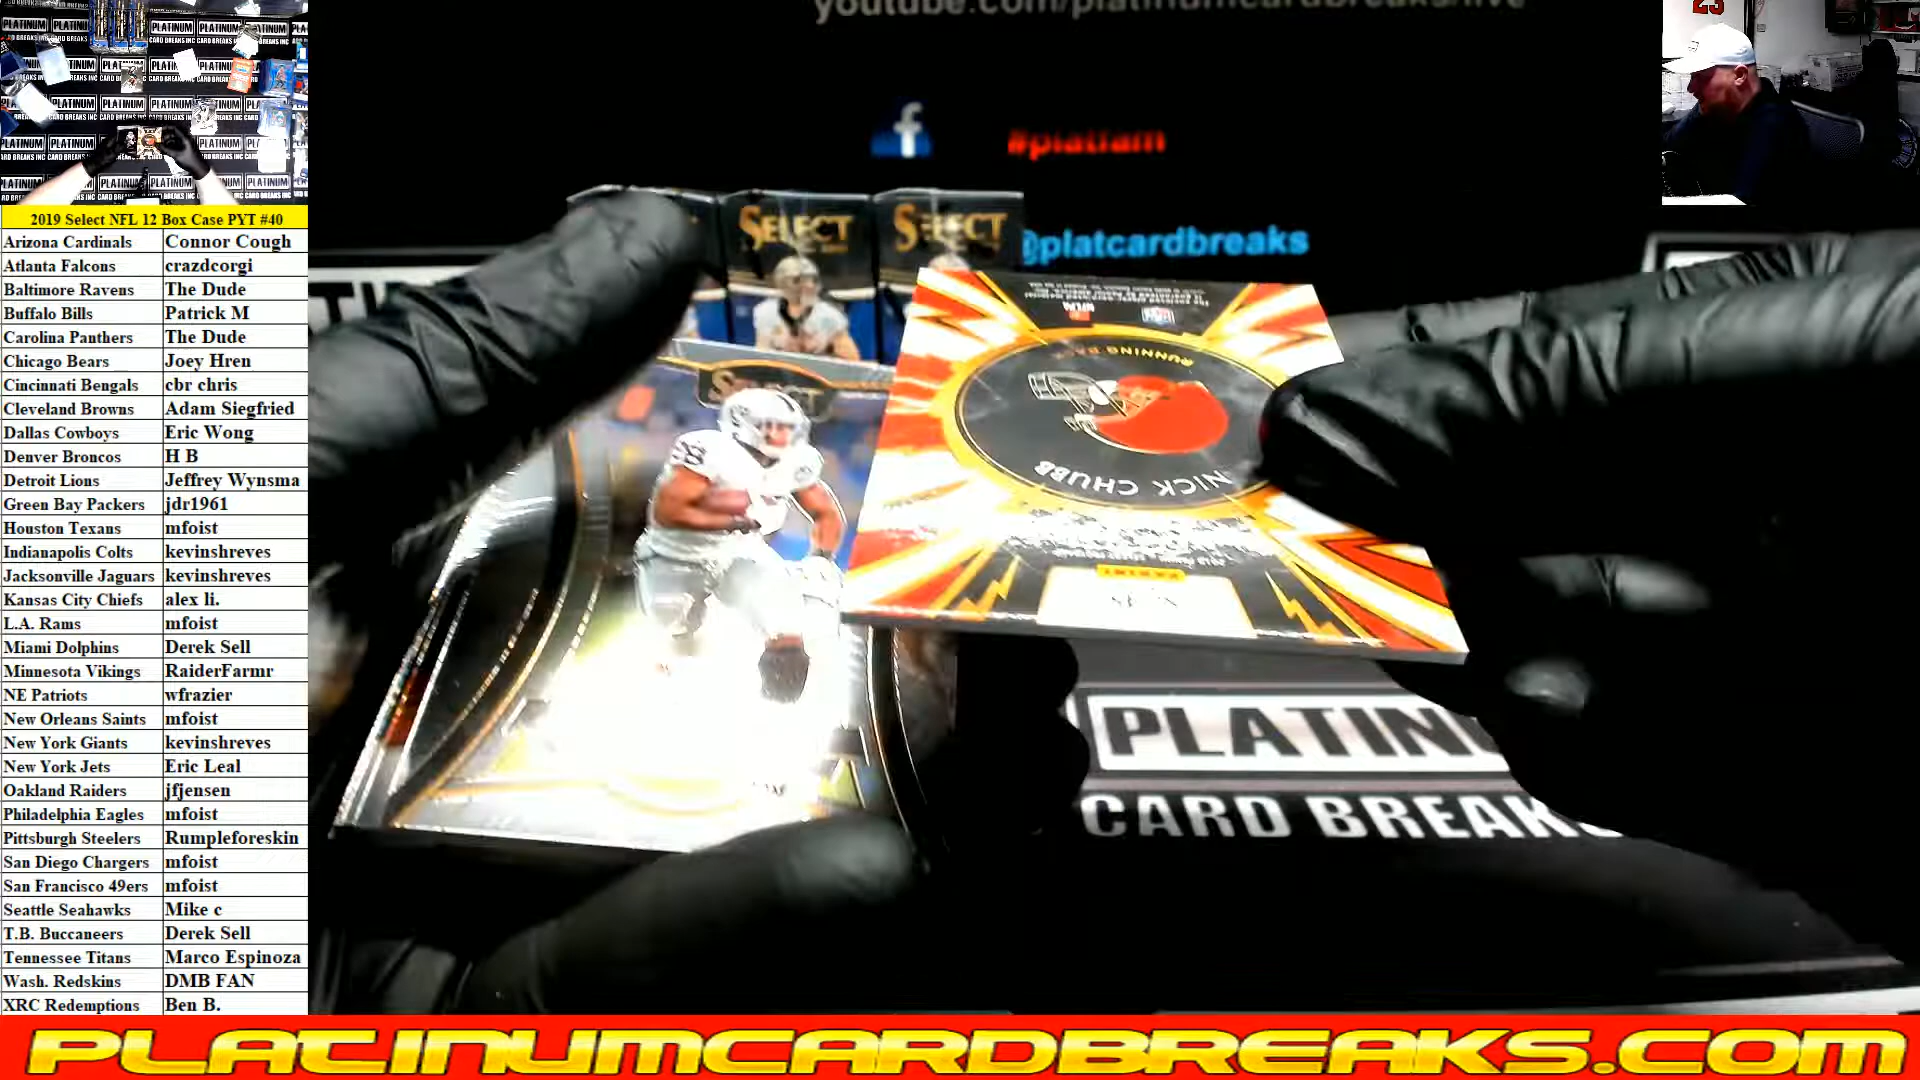 youtube.com/platinumcardbreaks/live
#platfam
@platcardbreaks
SELECT
SELECT
SELECT
RUNNING BACK
NICK CHUBB
PANINI
PLATIN
CARD BREAK
2019 Select NFL 12 Box Case PYT #40
Arizona Cardinals Connor Cough
Atlanta Falcons crazdcorgi
Baltimore Ravens The Dude
Buffalo Bills Patrick M
Carolina Panthers The Dude
Chicago Bears Joey Hren
Cincinnati Bengals cbr chris
Cleveland Browns Adam Siegfried
Dallas Cowboys Eric Wong
Denver Broncos H B
Detroit Lions Jeffrey Wynsma
Green Bay Packers jdr1961
Houston Texans mfoist
Indianapolis Colts kevinshreves
Jacksonville Jaguars kevinshreves
Kansas City Chiefs alex li.
L.A. Rams mfoist
Miami Dolphins Derek Sell
Minnesota Vikings RaiderFarmr
NE Patriots wfrazier
New Orleans Saints mfoist
New York Giants kevinshreves
New York Jets Eric Leal
Oakland Raiders jfjensen
Philadelphia Eagles mfoist
Pittsburgh Steelers Rumpleforeskin
San Diego Chargers mfoist
San Francisco 49ers mfoist
Seattle Seahawks Mike c
T.B. Buccaneers Derek Sell
Tennessee Titans Marco Espinoza
Wash. Redskins DMB FAN
XRC Redemptions Ben B.
PLATINUMCARDBREAKS.COM